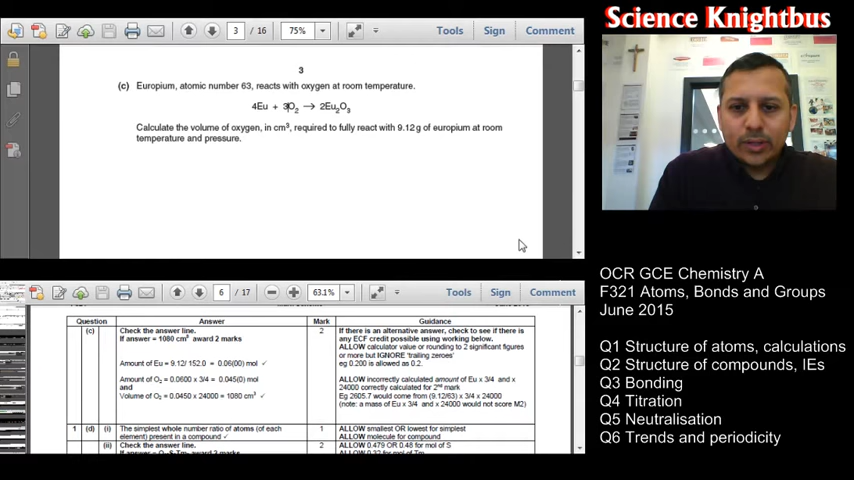 Science Knightbus
3 / 16
75%
Tools
Sign
Comment
3
(c) Europium, atomic number 63, reacts with oxygen at room temperature.
4Eu + 3O2 → 2Eu2O3
Calculate the volume of oxygen, in cm³, required to fully react with 9.12 g of europium at room
temperature and pressure.
6 / 17
63.1%
Tools
Sign
Comment
Question
Answer
Mark
Guidance
(c)
Check the answer line.
If answer = 1080 cm³ award 2 marks
Amount of Eu = 9.12/ 152.0 = 0.06(00) mol ✓
Amount of O2 = 0.0600 x 3/4 = 0.045(0) mol
and
Volume of O2 = 0.0450 x 24000 = 1080 cm³ ✓
2
If there is an alternative answer, check to see if there is
any ECF credit possible using working below.
ALLOW calculator value or rounding to 2 significant figures
or more but IGNORE 'trailing zeroes'
eg 0.200 is allowed as 0.2.
ALLOW incorrectly calculated amount of Eu x 3/4 and x
24000 correctly calculated for 2nd mark
Eg 2605.7 would come from (9.12/63) x 3/4 x 24000
(note: a mass of Eu x 3/4 and x 24000 would not score M2)
1 (d) (i)
The simplest whole number ratio of atoms (of each
element) present in a compound ✓
1
ALLOW smallest OR lowest for simplest
ALLOW molecule for compound
(ii)
Check the answer line.
2
ALLOW 0.479 OR 0.48 for mol of S
OCR GCE Chemistry A
F321 Atoms, Bonds and Groups
June 2015
Q1 Structure of atoms, calculations
Q2 Structure of compounds, IEs
Q3 Bonding
Q4 Titration
Q5 Neutralisation
Q6 Trends and periodicity